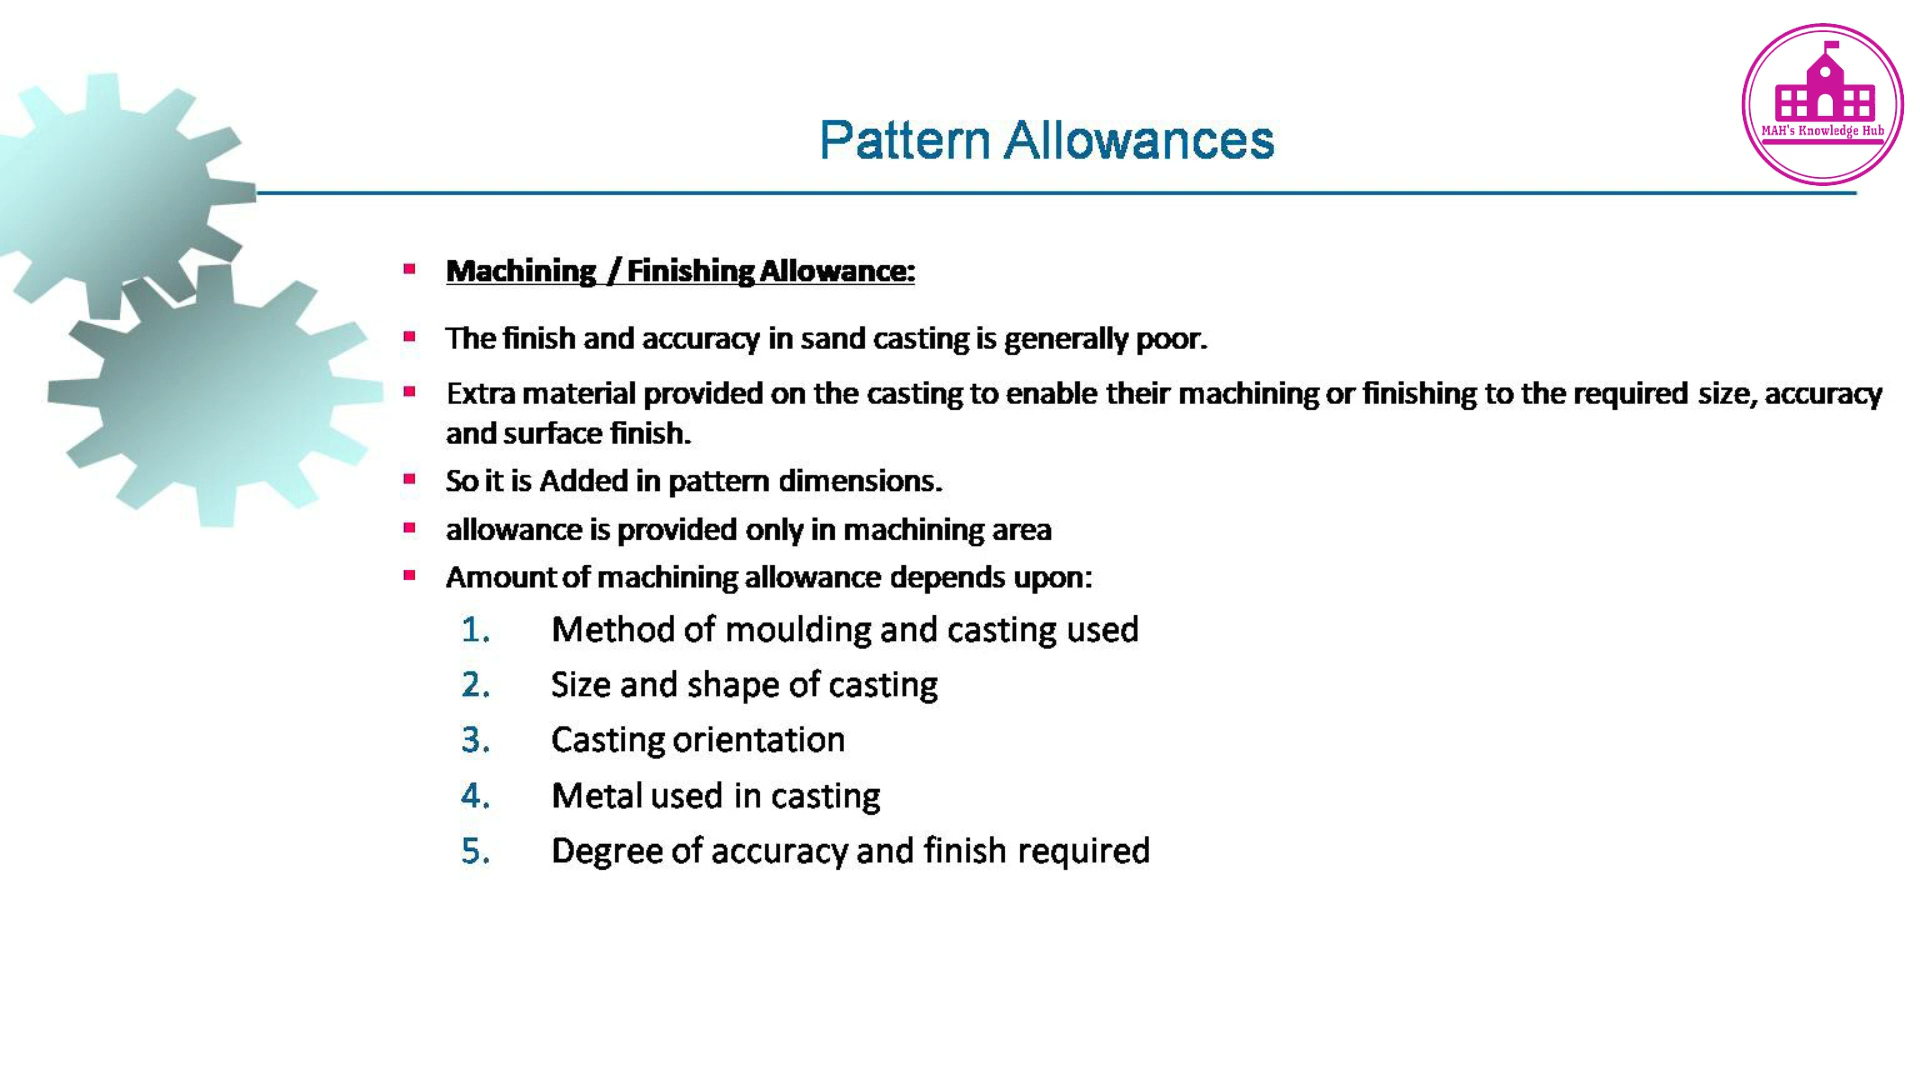 MAH's Knowledge Hub
Pattern Allowances
Machining / Finishing Allowance:
The finish and accuracy in sand casting is generally poor.
Extra material provided on the casting to enable their machining or finishing to the required size, accuracy
and surface finish.
So it is Added in pattern dimensions.
allowance is provided only in machining area
Amount of machining allowance depends upon:
1. Method of moulding and casting used
2. Size and shape of casting
3. Casting orientation
4. Metal used in casting
5. Degree of accuracy and finish required